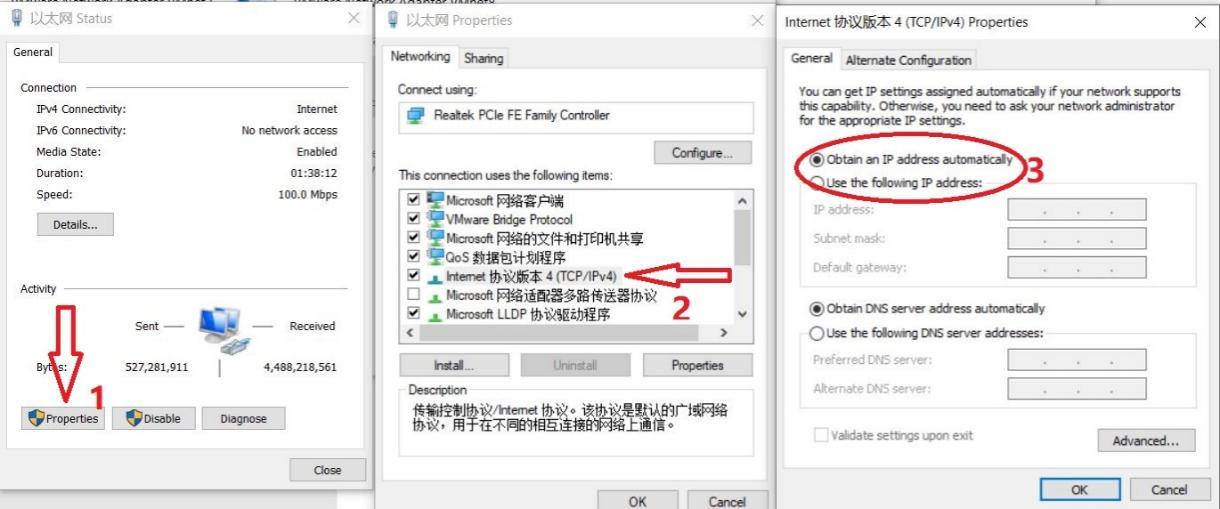 以太网 Status
General
Connection
IPv4 Connectivity: Internet
IPv6 Connectivity: No network access
Media State: Enabled
Duration: 01:38:12
Speed: 100.0 Mbps
Details...
Activity
Sent — — Received
Bytes: 527,281,911 4,488,218,561
1
Properties Disable Diagnose
Close
以太网 Properties
Networking Sharing
Connect using:
Realtek PCIe FE Family Controller
Configure...
This connection uses the following items:
Microsoft 网络客户端
VMware Bridge Protocol
Microsoft 网络的文件和打印机共享
QoS 数据包计划程序
Internet 协议版本 4 (TCP/IPv4)
Microsoft 网络适配器多路传送器协议
Microsoft LLDP 协议驱动程序
2
Install... Uninstall Properties
Description
传输控制协议/Internet 协议。该协议是默认的广域网络
协议，用于在不同的相互连接的网络上通信。
OK Cancel
Internet 协议版本 4 (TCP/IPv4) Properties
General Alternate Configuration
You can get IP settings assigned automatically if your network supports
this capability. Otherwise, you need to ask your network administrator
for the appropriate IP settings.
Obtain an IP address automatically
3
Use the following IP address:
IP address:
Subnet mask:
Default gateway:
Obtain DNS server address automatically
Use the following DNS server addresses:
Preferred DNS server:
Alternate DNS server:
Validate settings upon exit
Advanced...
OK Cancel